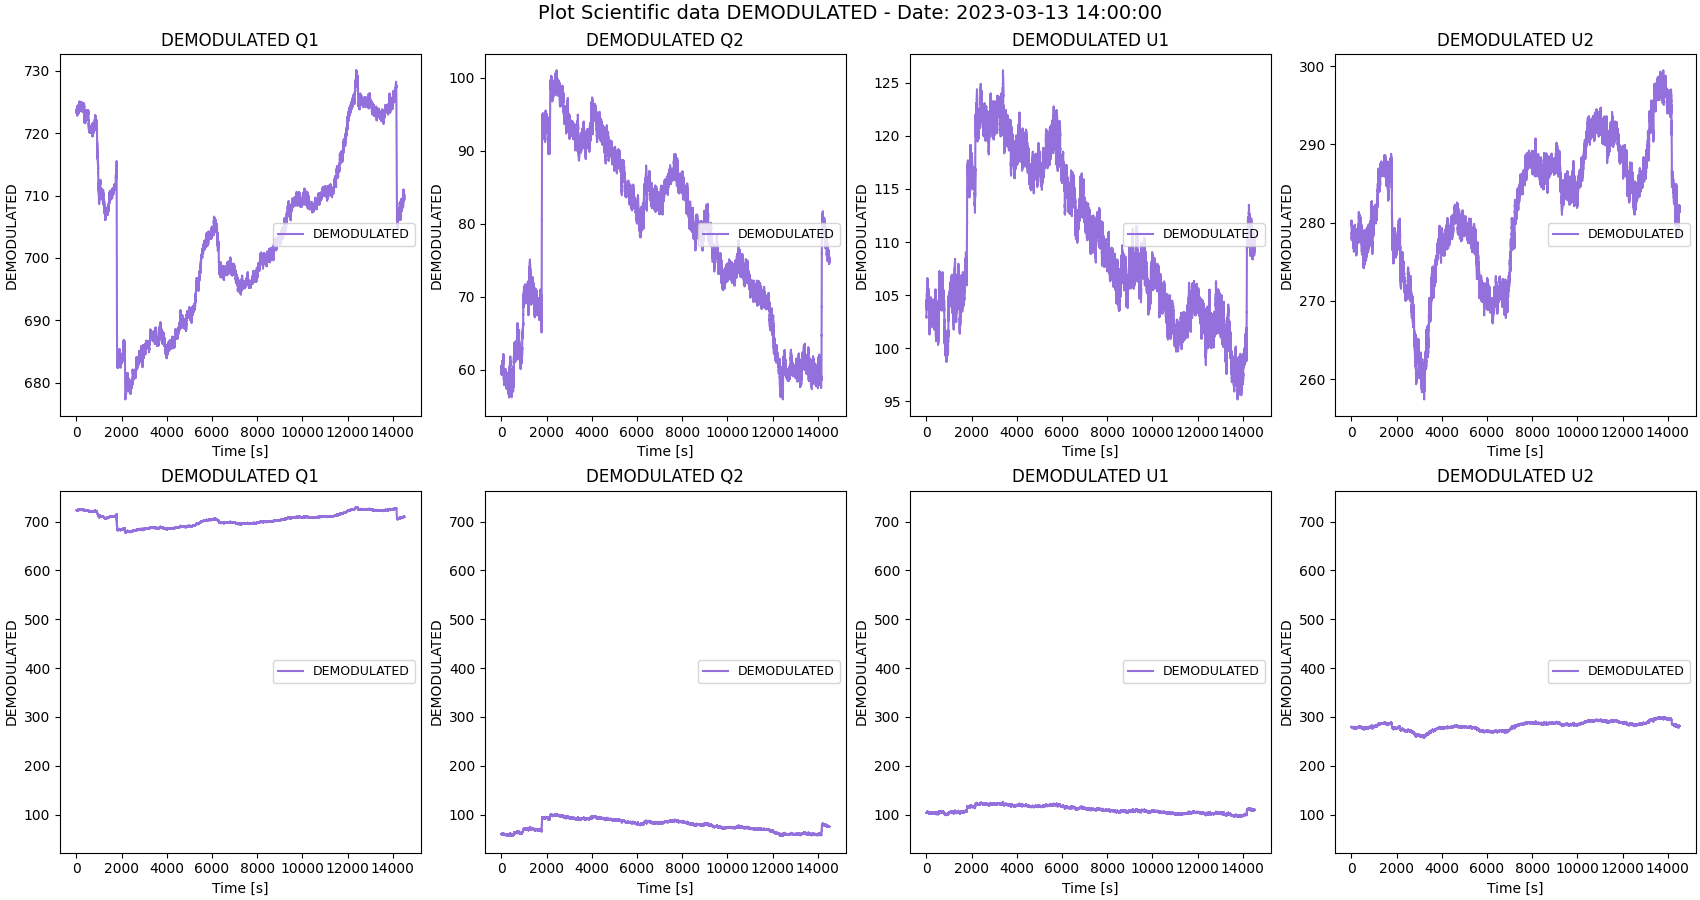 Plot Scientific data DEMODULATED - Date: 2023-03-13 14:00:00
DEMODULATED Q1
DEMODULATED
730
720
710
700
690
680
DEMODULATED
0 2000 4000 6000 8000 10000 12000 14000
Time [s]
DEMODULATED Q2
DEMODULATED
100
90
80
70
60
DEMODULATED
0 2000 4000 6000 8000 10000 12000 14000
Time [s]
DEMODULATED U1
DEMODULATED
125
120
115
110
105
100
95
DEMODULATED
0 2000 4000 6000 8000 10000 12000 14000
Time [s]
DEMODULATED U2
DEMODULATED
300
290
280
270
260
DEMODULATED
0 2000 4000 6000 8000 10000 12000 14000
Time [s]
DEMODULATED Q1
DEMODULATED
700
600
500
400
300
200
100
DEMODULATED
0 2000 4000 6000 8000 10000 12000 14000
Time [s]
DEMODULATED Q2
DEMODULATED
700
600
500
400
300
200
100
DEMODULATED
0 2000 4000 6000 8000 10000 12000 14000
Time [s]
DEMODULATED U1
DEMODULATED
700
600
500
400
300
200
100
DEMODULATED
0 2000 4000 6000 8000 10000 12000 14000
Time [s]
DEMODULATED U2
DEMODULATED
700
600
500
400
300
200
100
DEMODULATED
0 2000 4000 6000 8000 10000 12000 14000
Time [s]